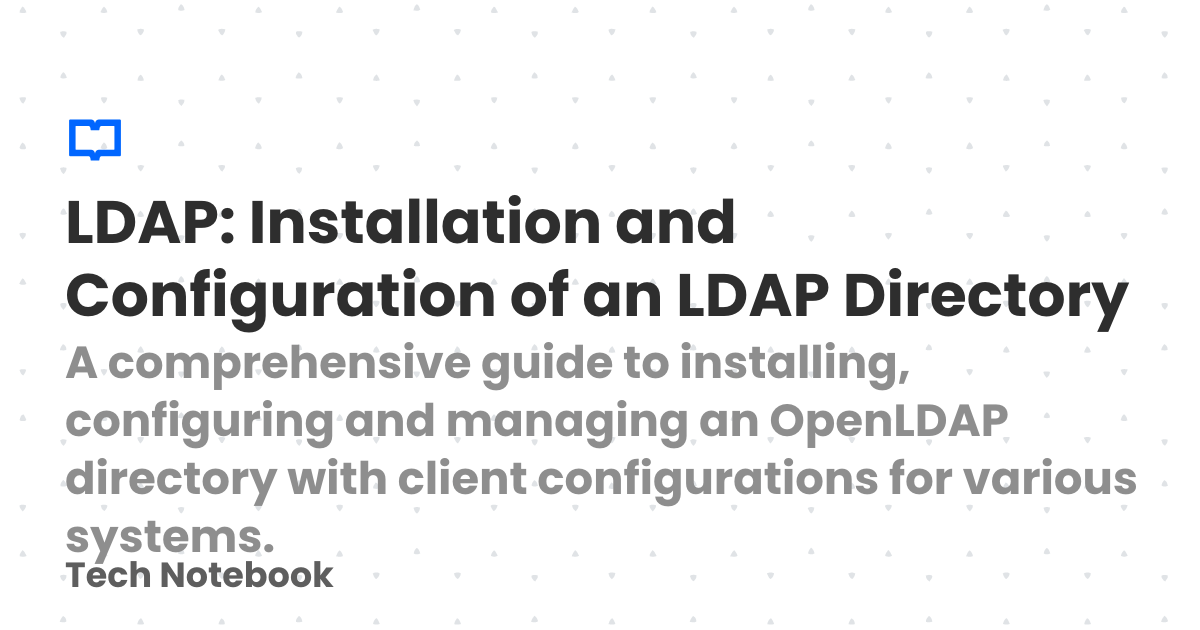 LDAP: Installation and
Configuration of an LDAP Directory
A comprehensive guide to installing,
configuring and managing an OpenLDAP
directory with client configurations for various
systems.
Tech Notebook